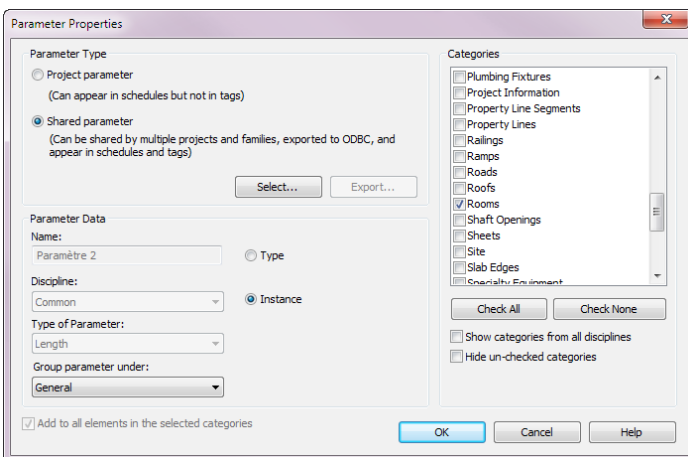 Parameter Properties
Parameter Type
Project parameter
(Can appear in schedules but not in tags)
Shared parameter
(Can be shared by multiple projects and families, exported to ODBC, and
appear in schedules and tags)
Select...
Export...
Parameter Data
Name:
Paramètre 2
Type
Discipline:
Common
Instance
Type of Parameter:
Length
Group parameter under:
General
Add to all elements in the selected categories
Categories
Plumbing Fixtures
Project Information
Property Line Segments
Property Lines
Railings
Ramps
Roads
Roofs
Rooms
Shaft Openings
Sheets
Site
Slab Edges
Specialty Equipment
Check All
Check None
Show categories from all disciplines
Hide un-checked categories
OK
Cancel
Help